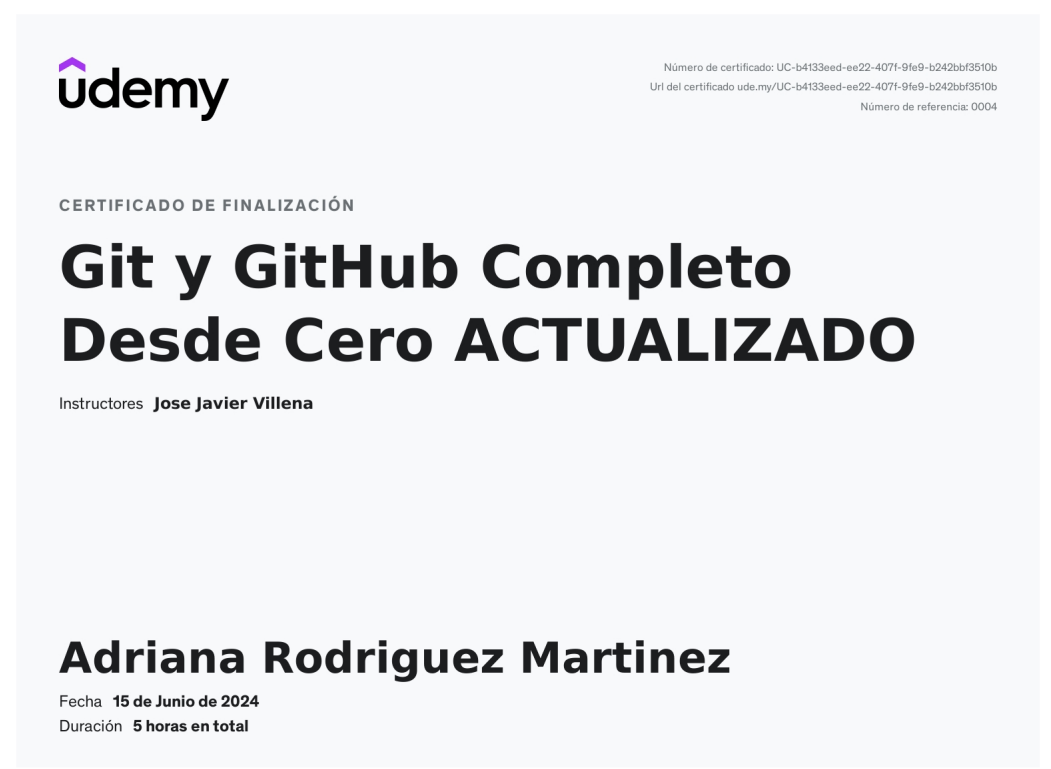 udemy
Número de certificado: UC-b4133eed-ee22-407f-9fe9-b242bbf3510b
Url del certificado ude.my/UC-b4133eed-ee22-407f-9fe9-b242bbf3510b
Número de referencia: 0004
CERTIFICADO DE FINALIZACIÓN
Git y GitHub Completo
Desde Cero ACTUALIZADO
Instructores Jose Javier Villena
Adriana Rodriguez Martinez
Fecha 15 de Junio de 2024
Duración 5 horas en total